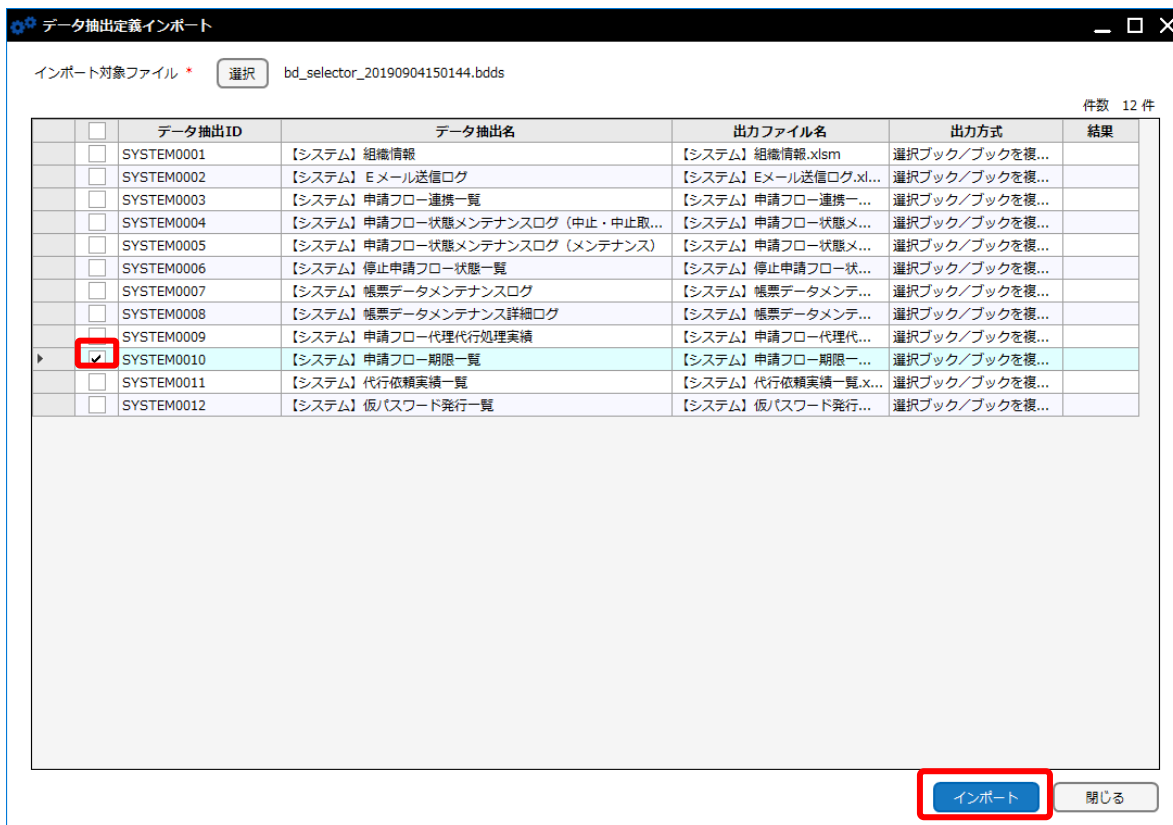 データ抽出定義インポート
インポート対象ファイル * 選択 bd_selector_20190904150144.bdds
件数 12 件
データ抽出ID データ抽出名 出力ファイル名 出力方式 結果
SYSTEM0001 【システム】組織情報 【システム】組織情報.xlsm 選択ブック／ブックを複...
SYSTEM0002 【システム】Ｅメール送信ログ 【システム】Eメール送信ログ.xl... 選択ブック／ブックを複...
SYSTEM0003 【システム】申請フロー連携一覧 【システム】申請フロー連携一... 選択ブック／ブックを複...
SYSTEM0004 【システム】申請フロー状態メンテナンスログ（中止・中止取... 【システム】申請フロー状態メ... 選択ブック／ブックを複...
SYSTEM0005 【システム】申請フロー状態メンテナンスログ（メンテナンス） 【システム】申請フロー状態メ... 選択ブック／ブックを複...
SYSTEM0006 【システム】停止申請フロー状態一覧 【システム】停止申請フロー状... 選択ブック／ブックを複...
SYSTEM0007 【システム】帳票データメンテナンスログ 【システム】帳票データメンテ... 選択ブック／ブックを複...
SYSTEM0008 【システム】帳票データメンテナンス詳細ログ 【システム】帳票データメンテ... 選択ブック／ブックを複...
SYSTEM0009 【システム】申請フロー代理代行処理実績 【システム】申請フロー代理代... 選択ブック／ブックを複...
SYSTEM0010 【システム】申請フロー期限一覧 【システム】申請フロー期限一... 選択ブック／ブックを複...
SYSTEM0011 【システム】代行依頼実績一覧 【システム】代行依頼実績一覧.x... 選択ブック／ブックを複...
SYSTEM0012 【システム】仮パスワード発行一覧 【システム】仮パスワード発行... 選択ブック／ブックを複...
インポート 閉じる